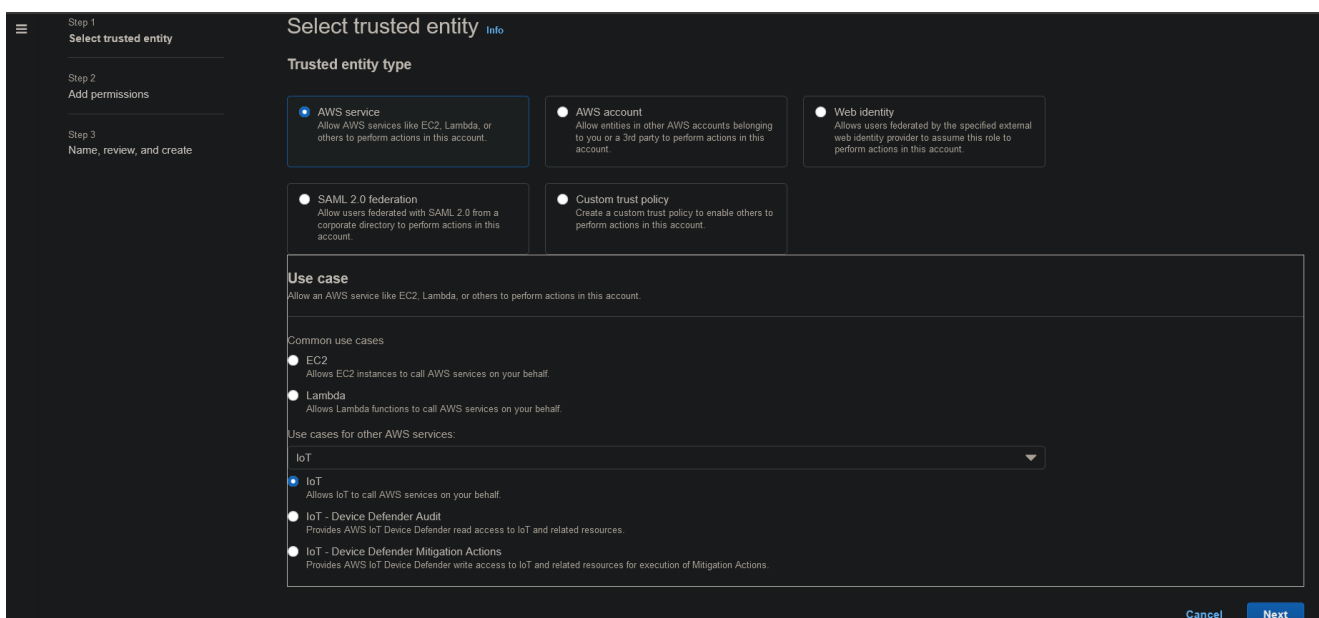 Step 1
Select trusted entity
Step 2
Add permissions
Step 3
Name, review, and create
Select trusted entity Info
Trusted entity type
AWS service
Allow AWS services like EC2, Lambda, or
others to perform actions in this account.
AWS account
Allow entities in other AWS accounts belonging
to you or a 3rd party to perform actions in this
account.
Web identity
Allows users federated by the specified external
web identity provider to assume this role to
perform actions in this account.
SAML 2.0 federation
Allow users federated with SAML 2.0 from a
corporate directory to perform actions in this
account.
Custom trust policy
Create a custom trust policy to enable others to
perform actions in this account.
Use case
Allow an AWS service like EC2, Lambda, or others to perform actions in this account.
Common use cases
EC2
Allows EC2 instances to call AWS services on your behalf.
Lambda
Allows Lambda functions to call AWS services on your behalf.
Use cases for other AWS services:
IoT
IoT
Allows IoT to call AWS services on your behalf.
IoT - Device Defender Audit
Provides AWS IoT Device Defender read access to IoT and related resources.
IoT - Device Defender Mitigation Actions
Provides AWS IoT Device Defender write access to IoT and related resources for execution of Mitigation Actions.
Cancel Next